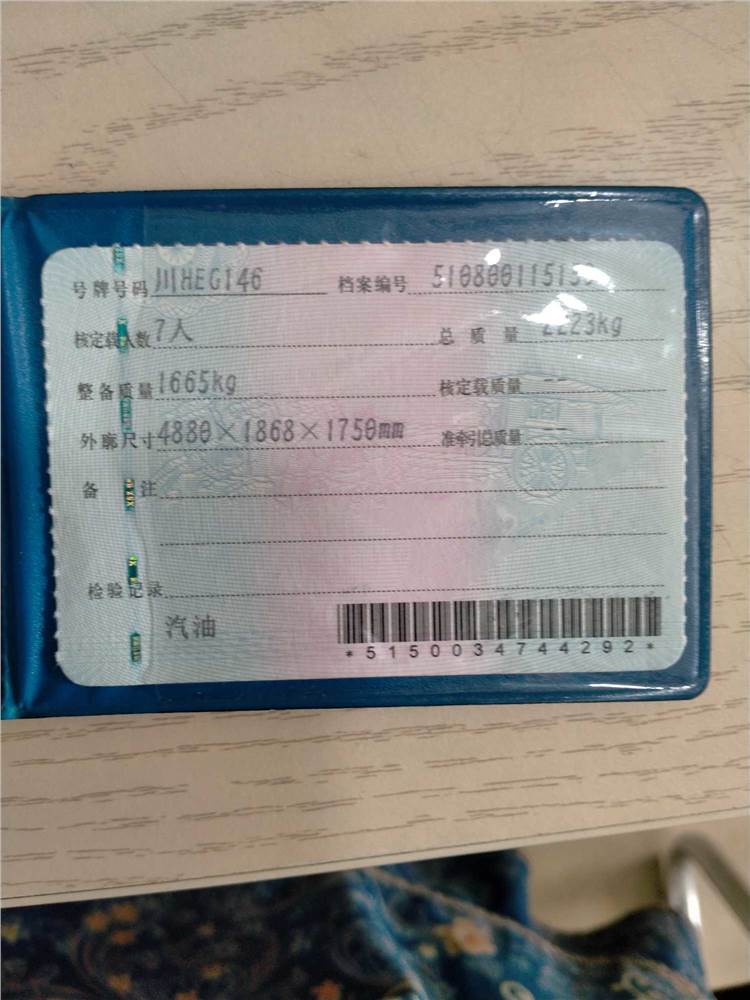 号牌号码 川HEG146 档案编号
核定载人数 7人 总质量
整备质量 1665kg 核定载质量 --
外廓尺寸 4880×1868×1750mm 准牵引总质量 --
备注
检验记录
汽油
*5150034744292*